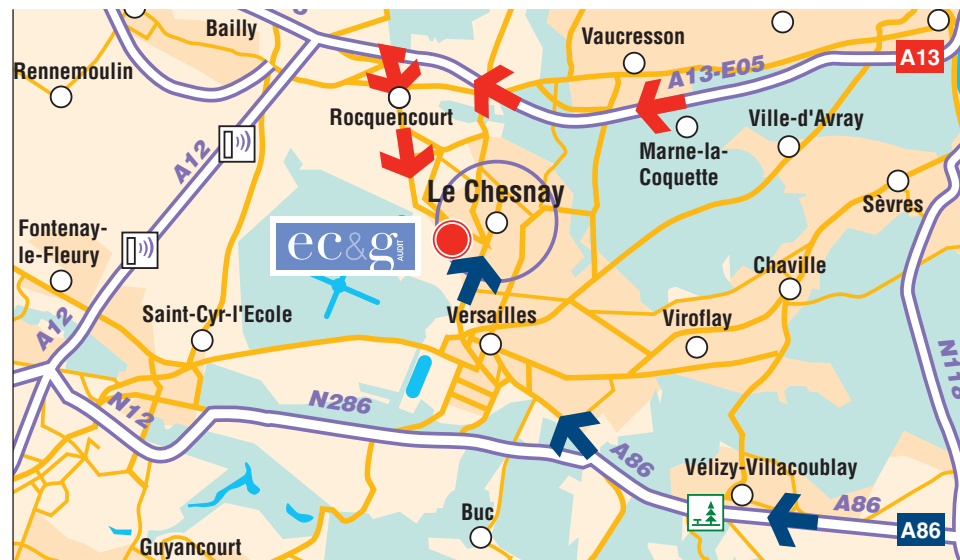 Bailly
Vaucresson
A13
Rennemoulin
A13-E05
Rocquencourt
Ville-d'Avray
A12
Marne-la-
Coquette
Le Chesnay
Sèvres
Fontenay-
le-Fleury
ec&g
AUDIT
Chaville
A12
Saint-Cyr-l'Ecole
Versailles
Viroflay
N118
N12
N286
A86
Vélizy-Villacoublay
A86
A86
Buc
Guyancourt